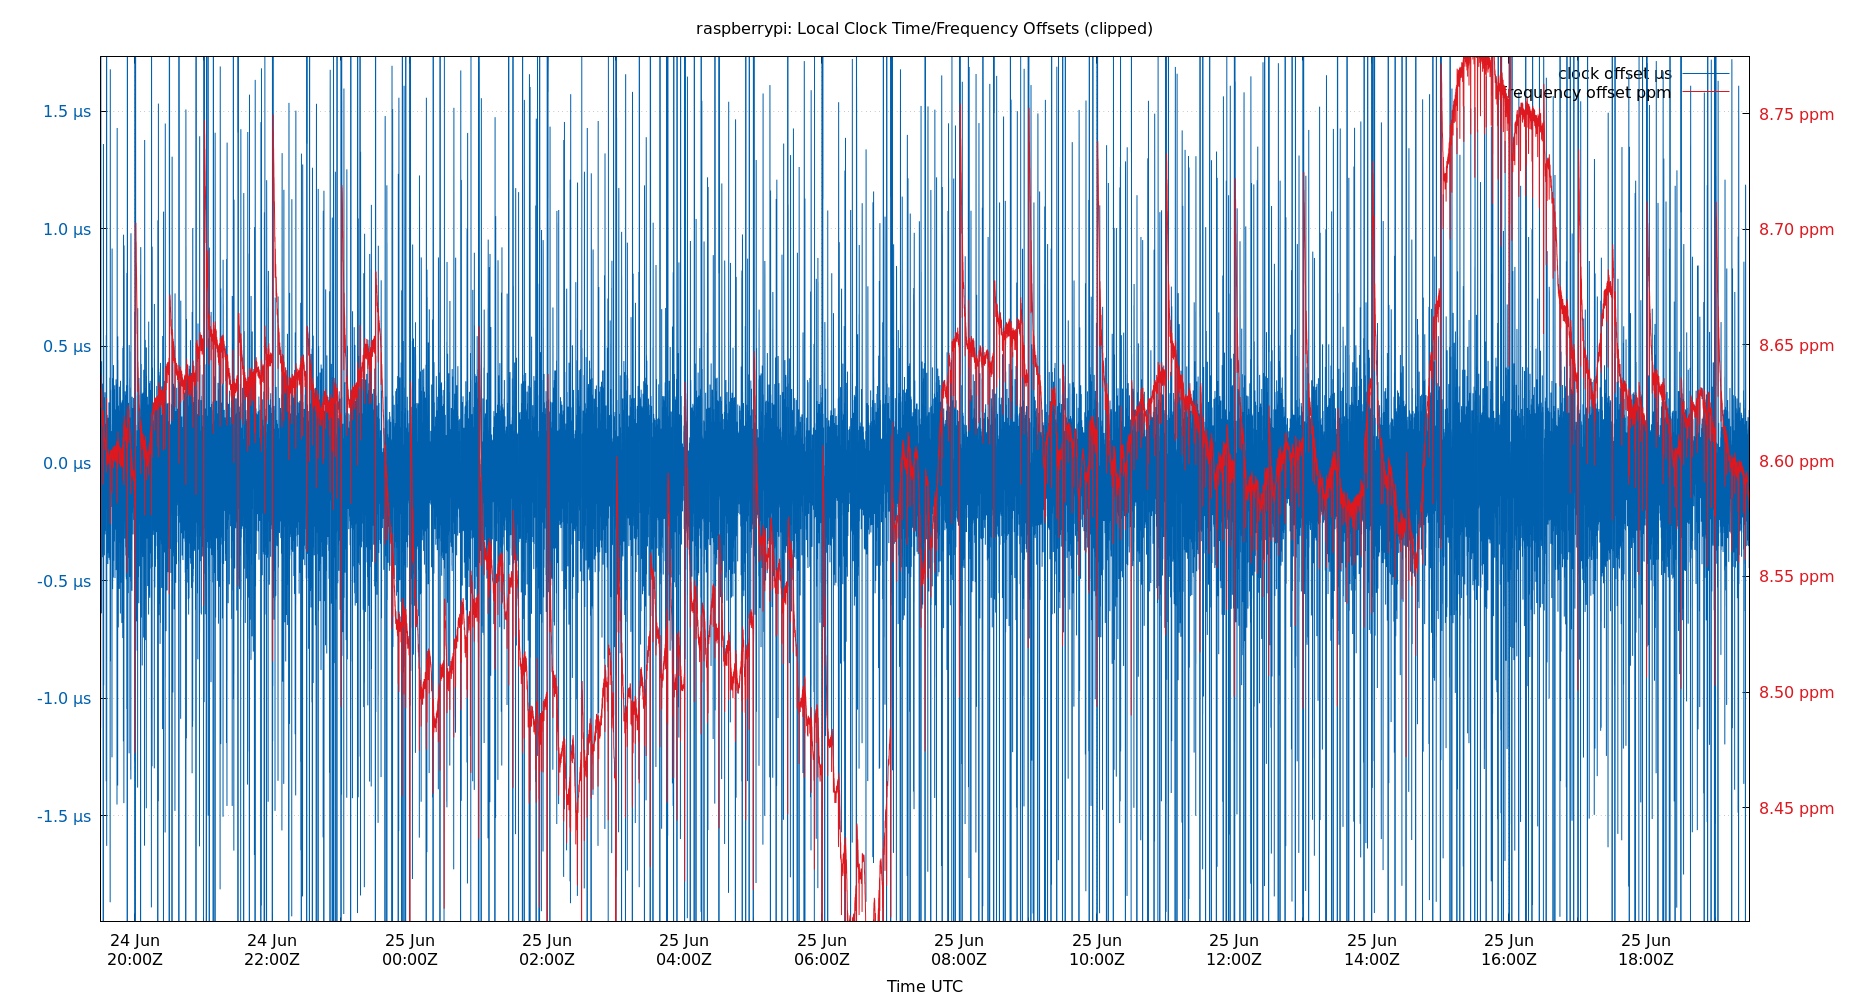 raspberrypi: Local Clock Time/Frequency Offsets (clipped)
clock offset µs
frequency offset ppm
1.5 µs
1.0 µs
0.5 µs
0.0 µs
-0.5 µs
-1.0 µs
-1.5 µs
8.75 ppm
8.70 ppm
8.65 ppm
8.60 ppm
8.55 ppm
8.50 ppm
8.45 ppm
24 Jun 24 Jun 25 Jun 25 Jun 25 Jun 25 Jun 25 Jun 25 Jun 25 Jun 25 Jun 25 Jun 25 Jun
20:00Z 22:00Z 00:00Z 02:00Z 04:00Z 06:00Z 08:00Z 10:00Z 12:00Z 14:00Z 16:00Z 18:00Z
Time UTC